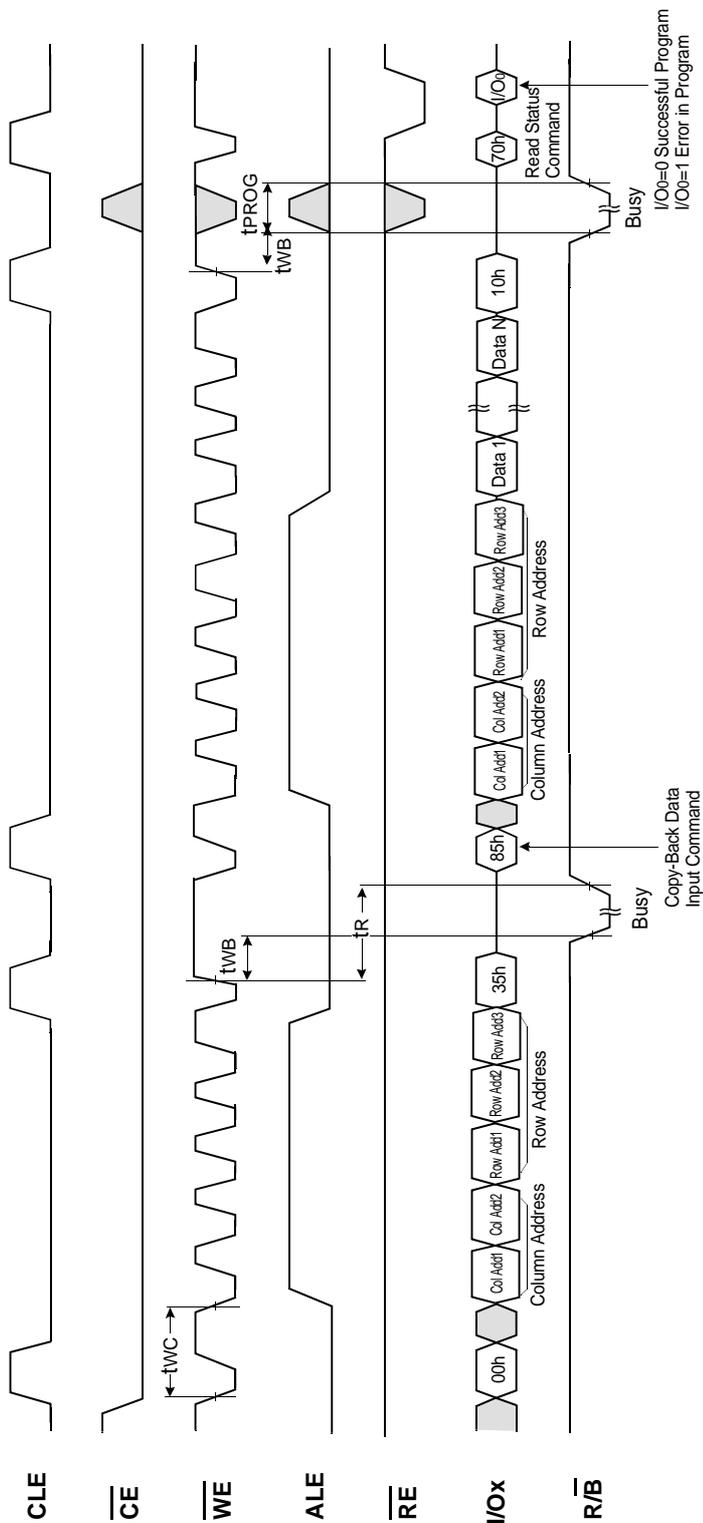 CLE
CE
WE
ALE
RE
I/Ox
R/B
tWC
tWB
tR
tWB
tPROG
00h
Col Add1
Col Add2
Row Add1
Row Add2
Row Add3
35h
85h
Col Add1
Col Add2
Row Add1
Row Add2
Row Add3
Data 1
Data N
10h
70h
I/O0
Column Address
Row Address
Column Address
Row Address
Read Status
Command
Busy
Busy
Copy-Back Data
Input Command
I/O0=0 Successful Program
I/O0=1 Error in Program